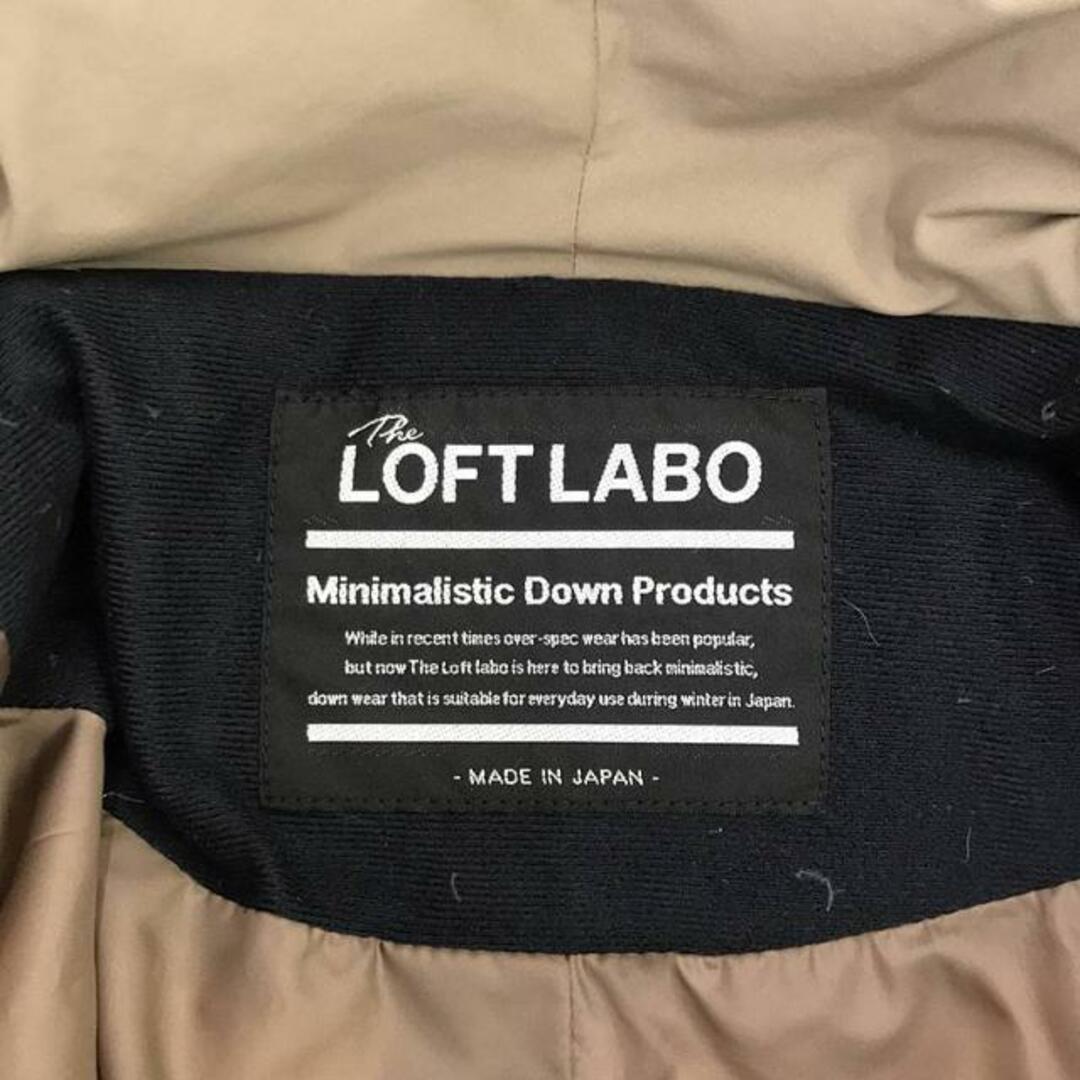 The
LOFT LABO
Minimalistic Down Products
While in recent times over-spec wear has been popular,
but now The Loft labo is here to bring back minimalistic,
down wear that is suitable for everyday use during winter in Japan.
- MADE IN JAPAN -